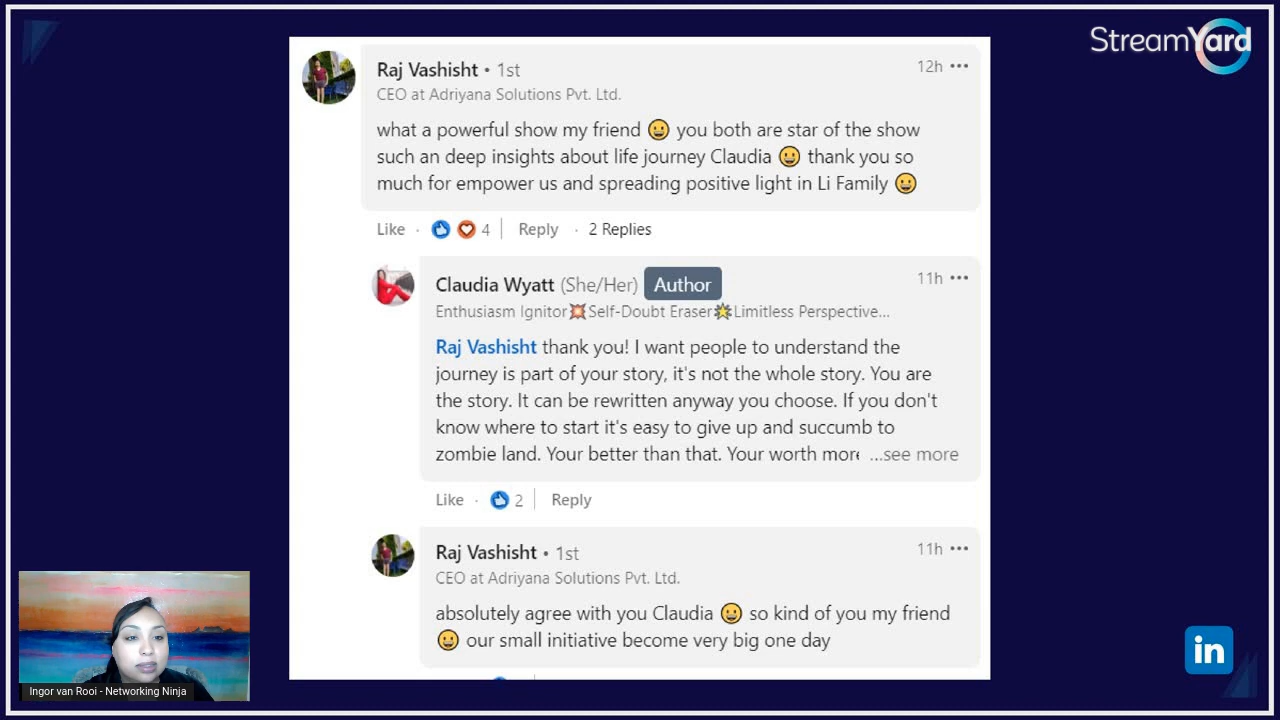 StreamYard
Raj Vashisht • 1st
12h •••
CEO at Adriyana Solutions Pvt. Ltd.
what a powerful show my friend 😀 you both are star of the show
such an deep insights about life journey Claudia 😀 thank you so
much for empower us and spreading positive light in Li Family 😀
Like · 4 | Reply · 2 Replies
Claudia Wyatt (She/Her) Author
11h •••
Enthusiasm Ignitor💥Self-Doubt Eraser🌟Limitless Perspective...
Raj Vashisht thank you! I want people to understand the
journey is part of your story, it's not the whole story. You are
the story. It can be rewritten anyway you choose. If you don't
know where to start it's easy to give up and succumb to
zombie land. Your better than that. Your worth more ...see more
Like · 2 | Reply
Raj Vashisht • 1st
11h •••
CEO at Adriyana Solutions Pvt. Ltd.
absolutely agree with you Claudia 😀 so kind of you my friend
😀 our small initiative become very big one day
Ingor van Rooi - Networking Ninja
in